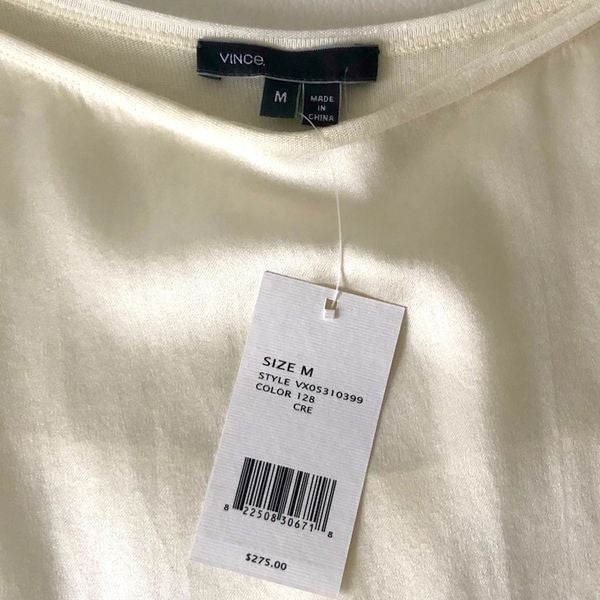 VINCE.
M
MADE
IN
CHINA
SIZE M
STYLE VX05310399
COLOR 128
CRE
8 22508 30671 8
$275.00